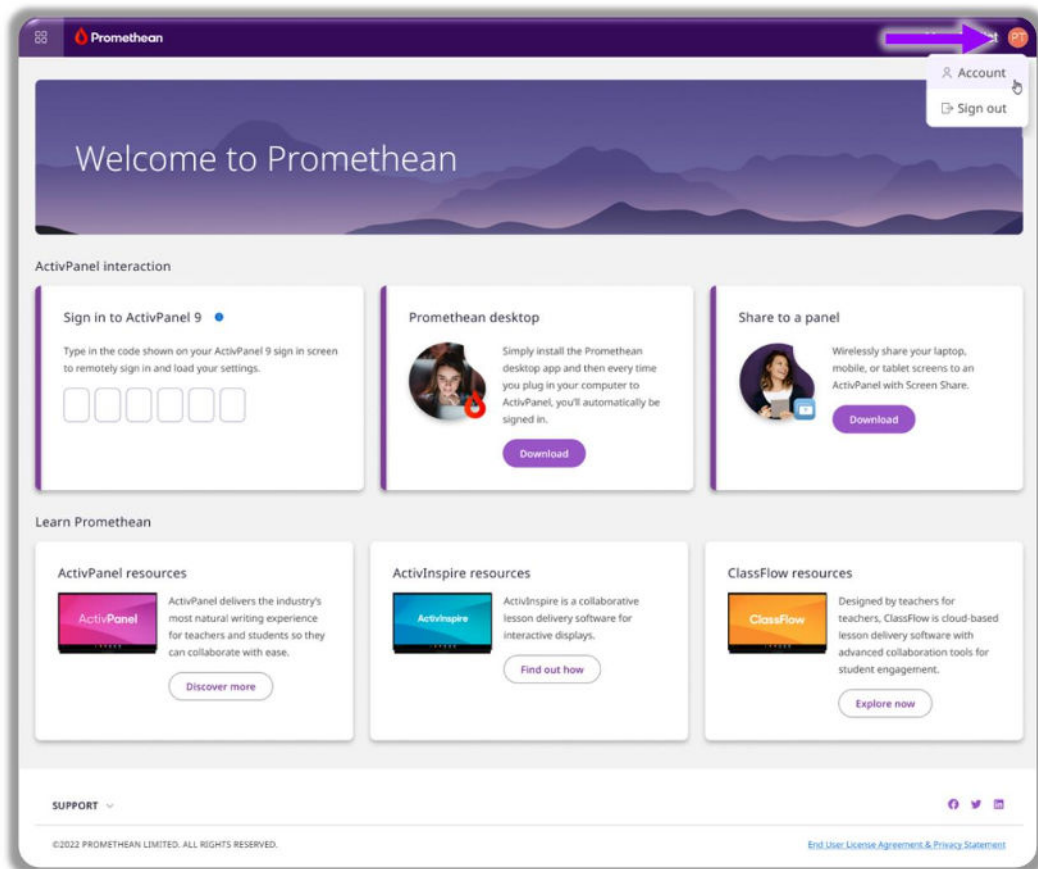 Promethean
PT
Account
Sign out
Welcome to Promethean
ActivPanel interaction
Sign in to ActivPanel 9
Type in the code shown on your ActivPanel 9 sign in screen
to remotely sign in and load your settings.
Promethean desktop
Simply install the Promethean
desktop app and then every time
you plug in your computer to
ActivPanel, you'll automatically be
signed in.
Download
Share to a panel
Wirelessly share your laptop,
mobile, or tablet screens to an
ActivPanel with Screen Share.
Download
Learn Promethean
ActivPanel resources
ActivPanel
ActivPanel delivers the industry's
most natural writing experience
for teachers and students so they
can collaborate with ease.
Discover more
ActivInspire resources
ActivInspire
ActivInspire is a collaborative
lesson delivery software for
interactive displays.
Find out how
ClassFlow resources
ClassFlow
Designed by teachers for
teachers, ClassFlow is cloud-based
lesson delivery software with
advanced collaboration tools for
student engagement.
Explore now
SUPPORT
©2022 PROMETHEAN LIMITED. ALL RIGHTS RESERVED.
End User License Agreement & Privacy Statement